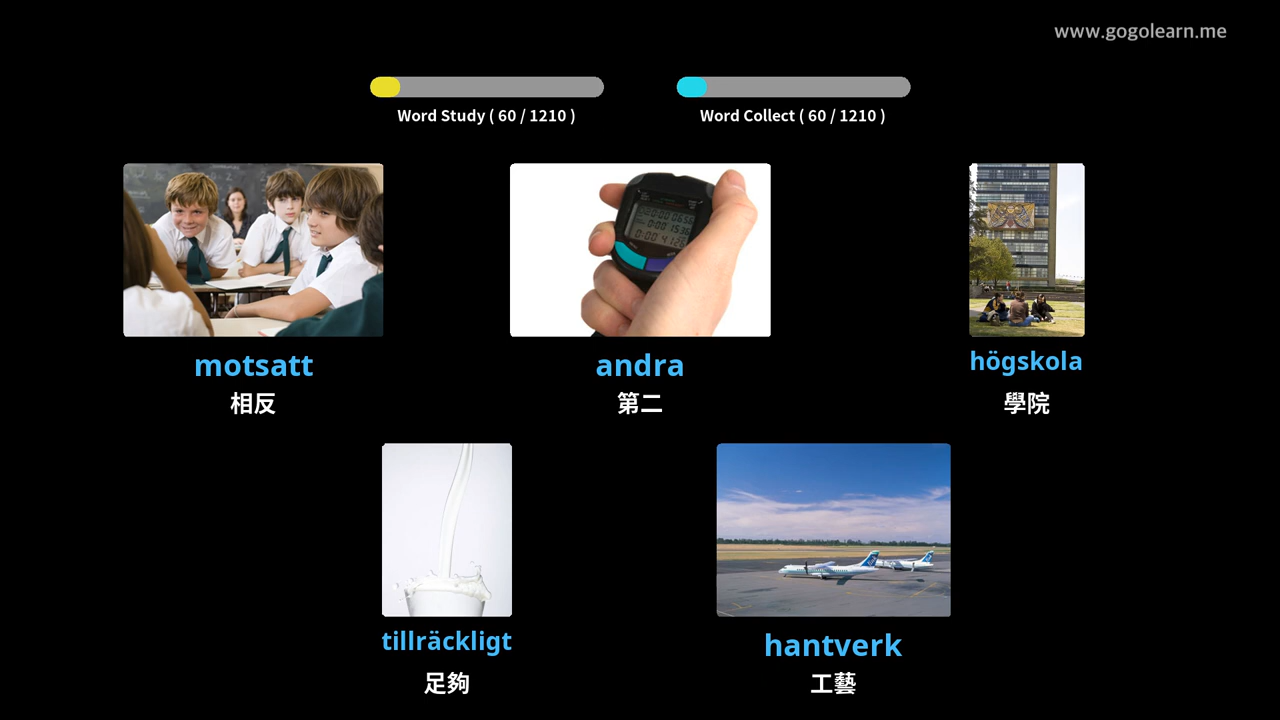 www.gogolearn.me
Word Study ( 60 / 1210 )
Word Collect ( 60 / 1210 )
motsatt
相反
andra
第二
högskola
學院
tillräckligt
足夠
hantverk
工藝